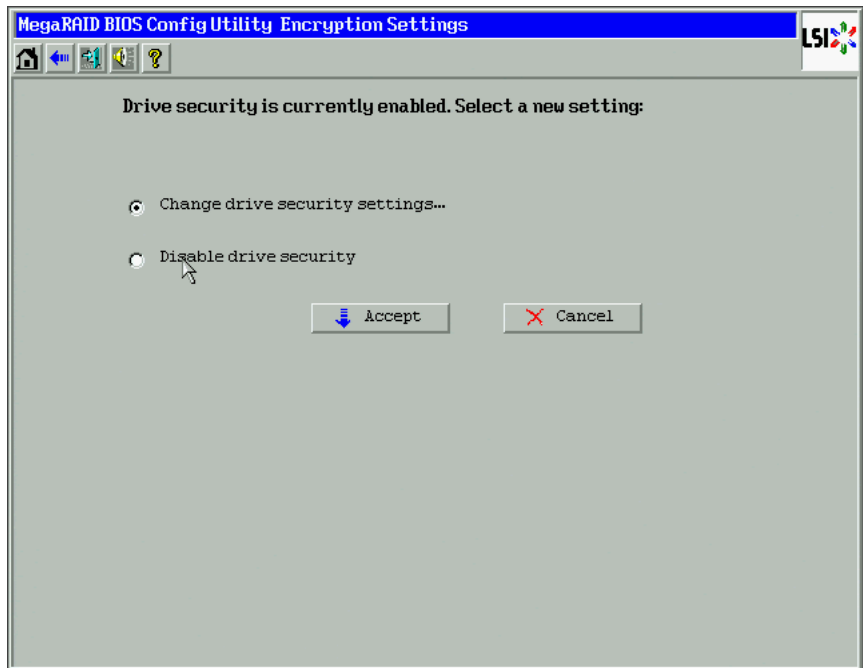 MegaRAID BIOS Config Utility Encryption Settings
LSI
?
Drive security is currently enabled. Select a new setting:
Change drive security settings...
Disable drive security
Accept
Cancel